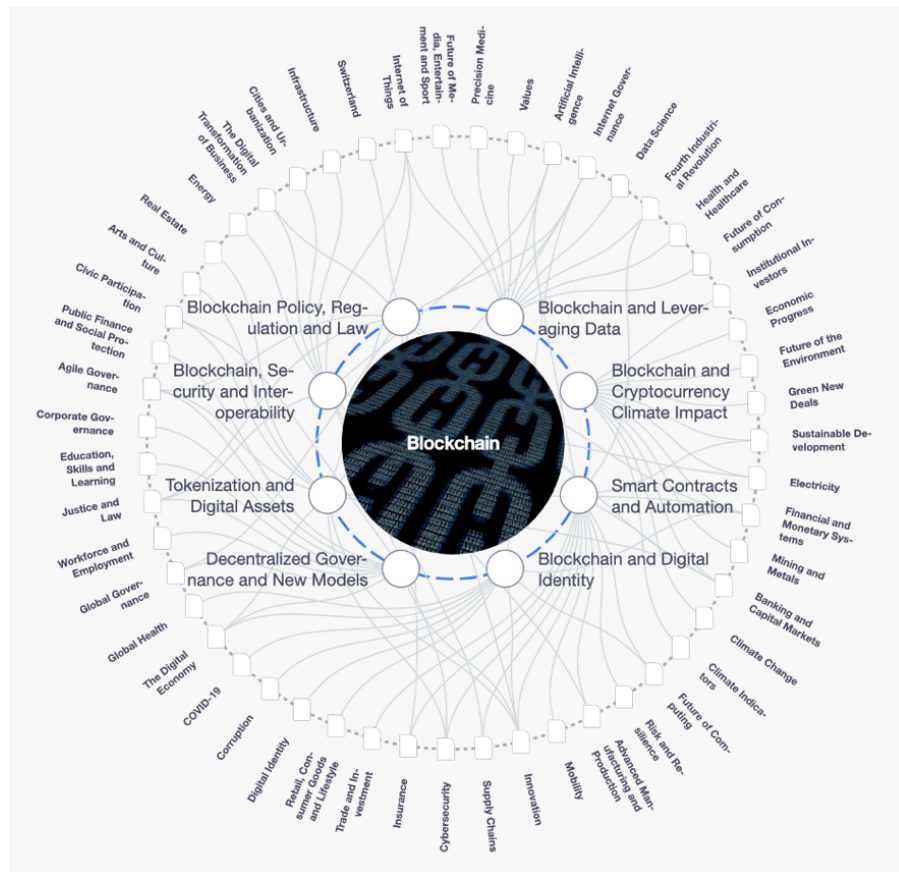 Blockchain
Blockchain and Lever-
aging Data
Blockchain and
Cryptocurrency
Climate Impact
Smart Contracts
and Automation
Blockchain and Digital
Identity
Decentralized Gover-
nance and New Models
Tokenization and
Digital Assets
Blockchain, Se-
curity and Inter-
operability
Blockchain Policy, Reg-
ulation and Law
Internet of
Things
Future of Me-
dia, Entertain-
ment and Sport
Precision Medi-
cine
Values
Artificial Intelli-
gence
Internet Gover-
nance
Data Science
Fourth Industri-
al Revolution
Health and
Healthcare
Future of Con-
sumption
Institutional In-
vestors
Economic
Progress
Future of the
Environment
Green New
Deals
Sustainable De-
velopment
Electricity
Financial and
Monetary Sys-
tems
Mining and
Metals
Banking and
Capital Markets
Climate Change
Climate Indica-
tors
Future of Com-
puting
Risk and Re-
silience
Advanced Man-
ufacturing and
Production
Mobility
Innovation
Supply Chains
Cybersecurity
Insurance
Trade and In-
vestment
Retail, Con-
sumer Goods
and Lifestyle
Digital Identity
Corruption
COVID-19
The Digital
Economy
Global Health
Global Gover-
nance
Workforce and
Employment
Justice and
Law
Education,
Skills and
Learning
Corporate Gov-
ernance
Agile Gover-
nance
Public Finance
and Social Pro-
tection
Civic Participa-
tion
Arts and Cul-
ture
Real Estate
Energy
The Digital
Transformation
of Business
Cities and Ur-
banization
Infrastructure
Switzerland